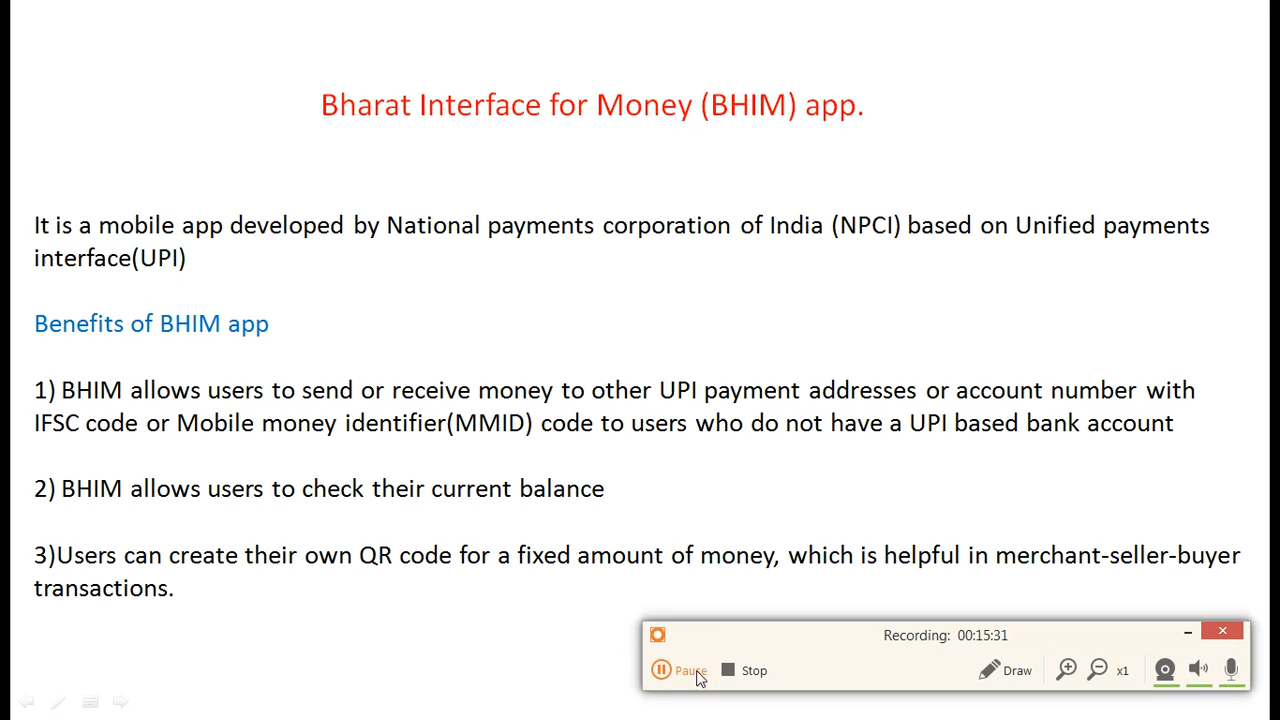 Bharat Interface for Money (BHIM) app.
It is a mobile app developed by National payments corporation of India (NPCI) based on Unified payments
interface(UPI)
Benefits of BHIM app
1) BHIM allows users to send or receive money to other UPI payment addresses or account number with
IFSC code or Mobile money identifier(MMID) code to users who do not have a UPI based bank account
2) BHIM allows users to check their current balance
3)Users can create their own QR code for a fixed amount of money, which is helpful in merchant-seller-buyer
transactions.
Recording: 00:15:31
Pause Stop Draw x1